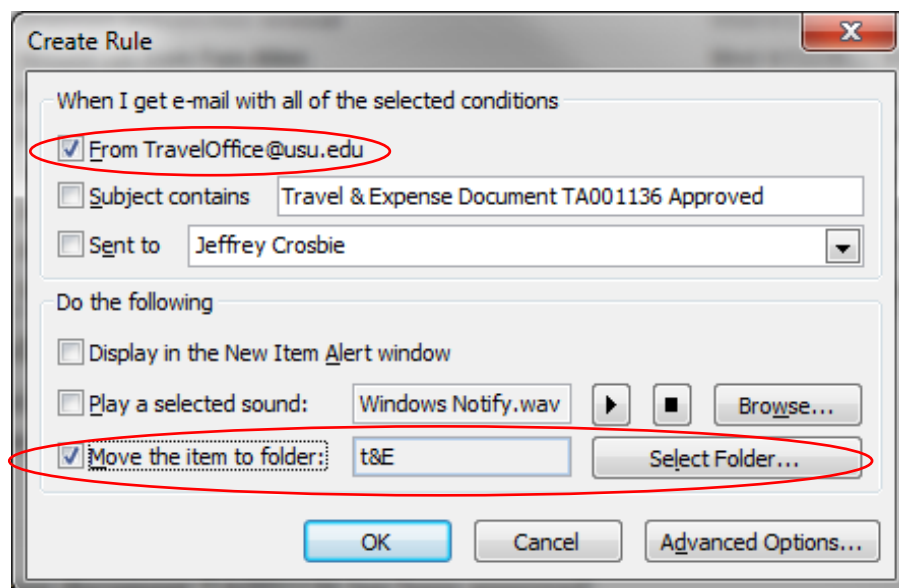 Create Rule
When I get e-mail with all of the selected conditions
From TravelOffice@usu.edu
Subject contains Travel & Expense Document TA001136 Approved
Sent to Jeffrey Crosbie
Do the following
Display in the New Item Alert window
Play a selected sound: Windows Notify.wav Browse...
Move the item to folder: t&E Select Folder...
OK Cancel Advanced Options...